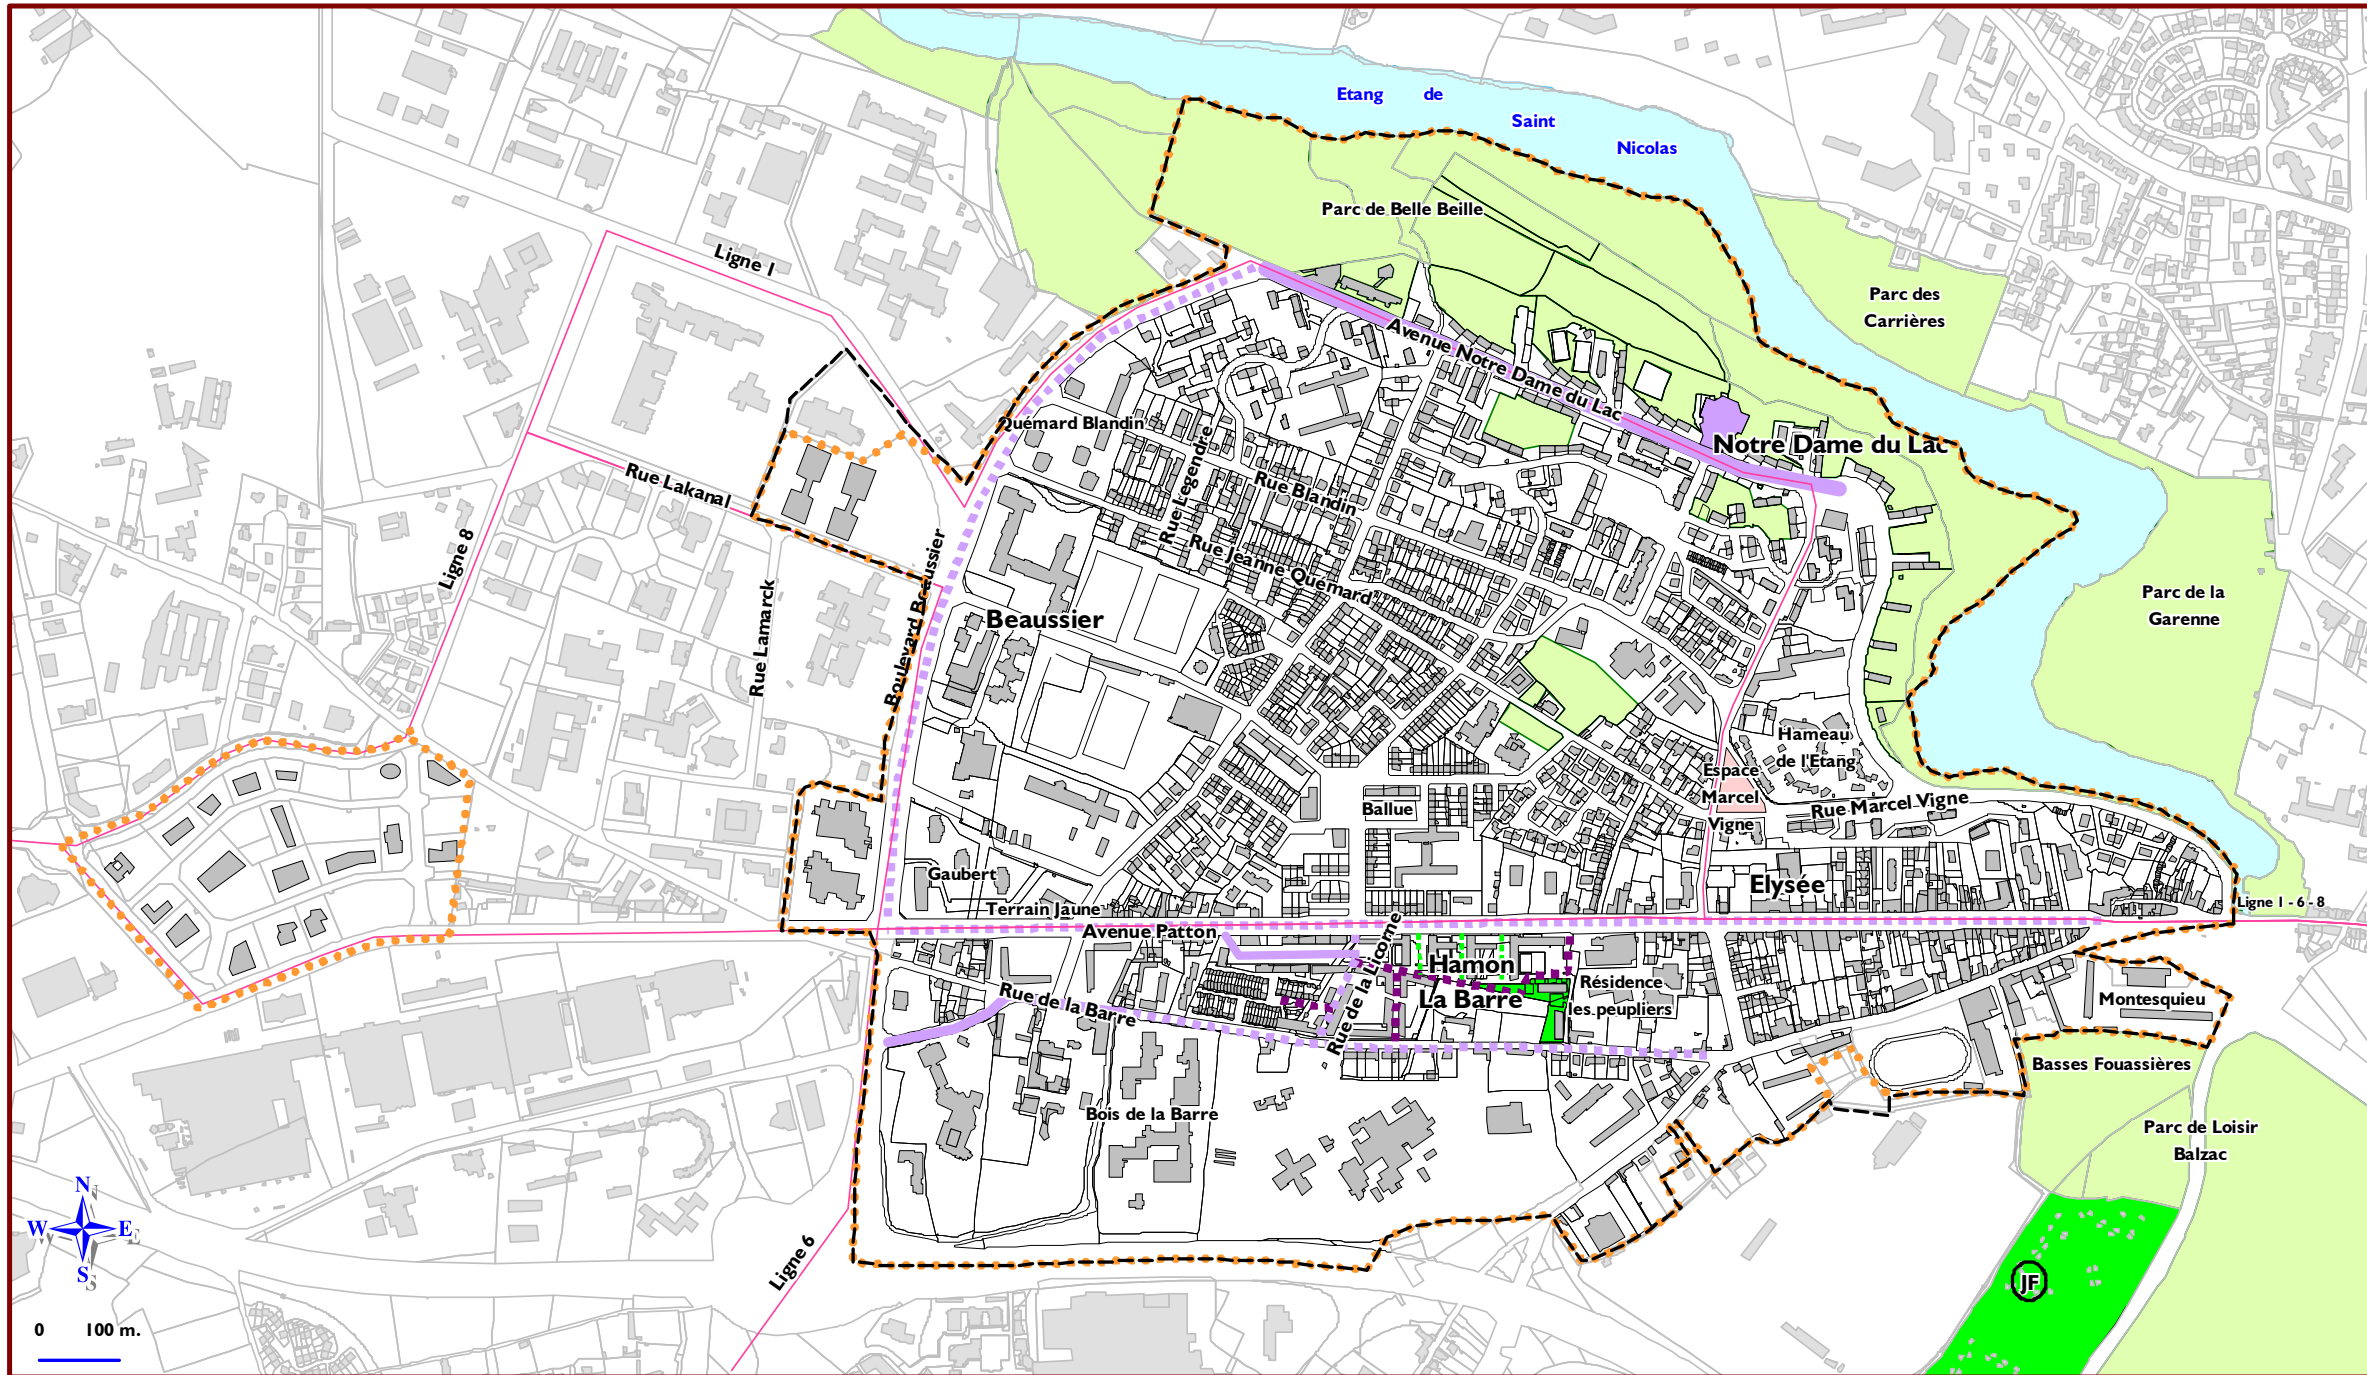 Etang de
Saint
Nicolas
Parc de Belle Beille
Ligne 1
Parc des
Carrières
Avenue Notre Dame du Lac
Quémard Blandin
Notre Dame du Lac
Rue Legendre
Rue Lakanal
Rue Blandin
Ligne 8
Rue Jeanne Quémard
Boulevard Beaussier
Rue Lamarck
Beaussier
Parc de la
Garenne
Hameau
de l'Etang
Espace
Marcel
Vigne
Rue Marcel Vigne
Ballue
Gaubert
Elysée
Terrain Jaune
Ligne 1 - 6 - 8
Avenue Patton
Rue de la Licorne
Hamon
La Barre
Résidence
les peupliers
Rue de la Barre
Montesquieu
Basses Fouassières
Bois de la Barre
Parc de Loisir
Balzac
N
W E
S
Ligne 6
JF
0 100 m.